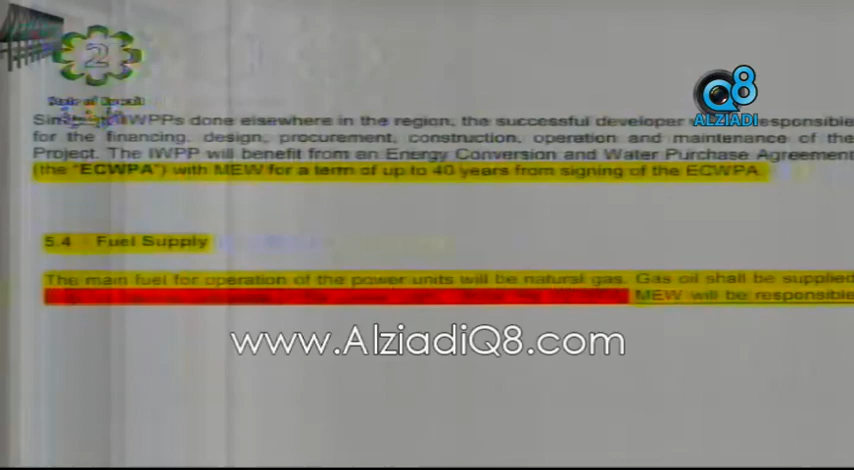 2
State of Kuwait
Q8
ALZIADI
IWPPs done elsewhere in the region, the successful developer responsible
for the financing, design, procurement, construction, operation and maintenance of the
Project. The IWPP will benefit from an Energy Conversion and Water Purchase Agreement
(the "ECWPA") with MEW for a term of up to 40 years from signing of the ECWPA.
5.4 Fuel Supply
The main fuel for operation of the power units will be natural gas. Gas oil shall be supplied
MEW will be responsible
www.AlziadiQ8.com